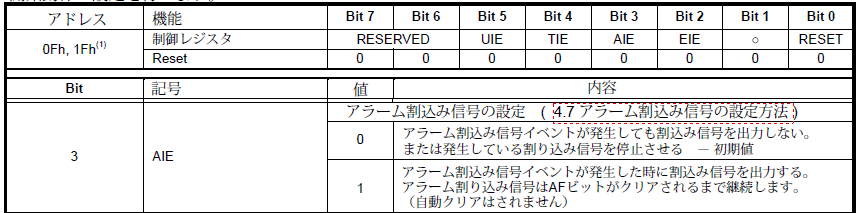 アドレス 機能 Bit 7 Bit 6 Bit 5 Bit 4 Bit 3 Bit 2 Bit 1 Bit 0
0Fh, 1Fh(1) 制御レジスタ RESERVED UIE TIE AIE EIE ○ RESET
Reset 0 0 0 0 0 0 0 0
Bit 記号 値 内容
3 AIE アラーム割込み信号の設定 ( 4.7 アラーム割込み信号の設定方法 )
0 アラーム割込み信号イベントが発生しても割込み信号を出力しない。
または発生している割り込み信号を停止させる － 初期値
1 アラーム割込み信号イベントが発生した時に割込み信号を出力する。
アラーム割り込み信号はAFビットがクリアされるまで継続します。
（自動クリアはされません）